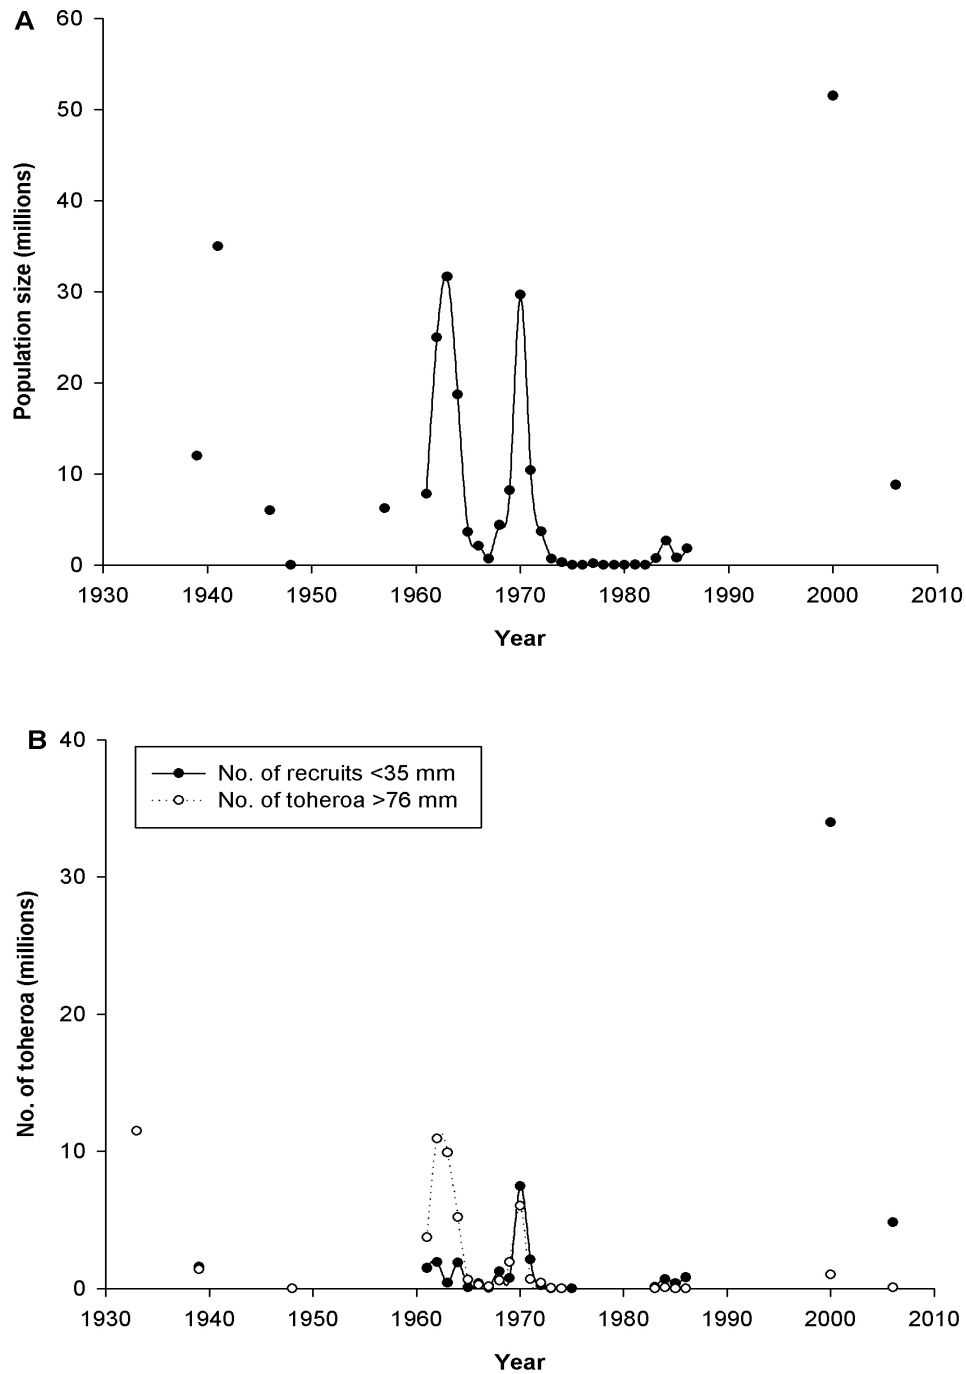 A
60
50
40
30
20
10
0
Population size (millions)
1930 1940 1950 1960 1970 1980 1990 2000 2010
Year
B
40
30
20
10
0
No. of toheroa (millions)
No. of recruits <35 mm
No. of toheroa >76 mm
1930 1940 1950 1960 1970 1980 1990 2000 2010
Year